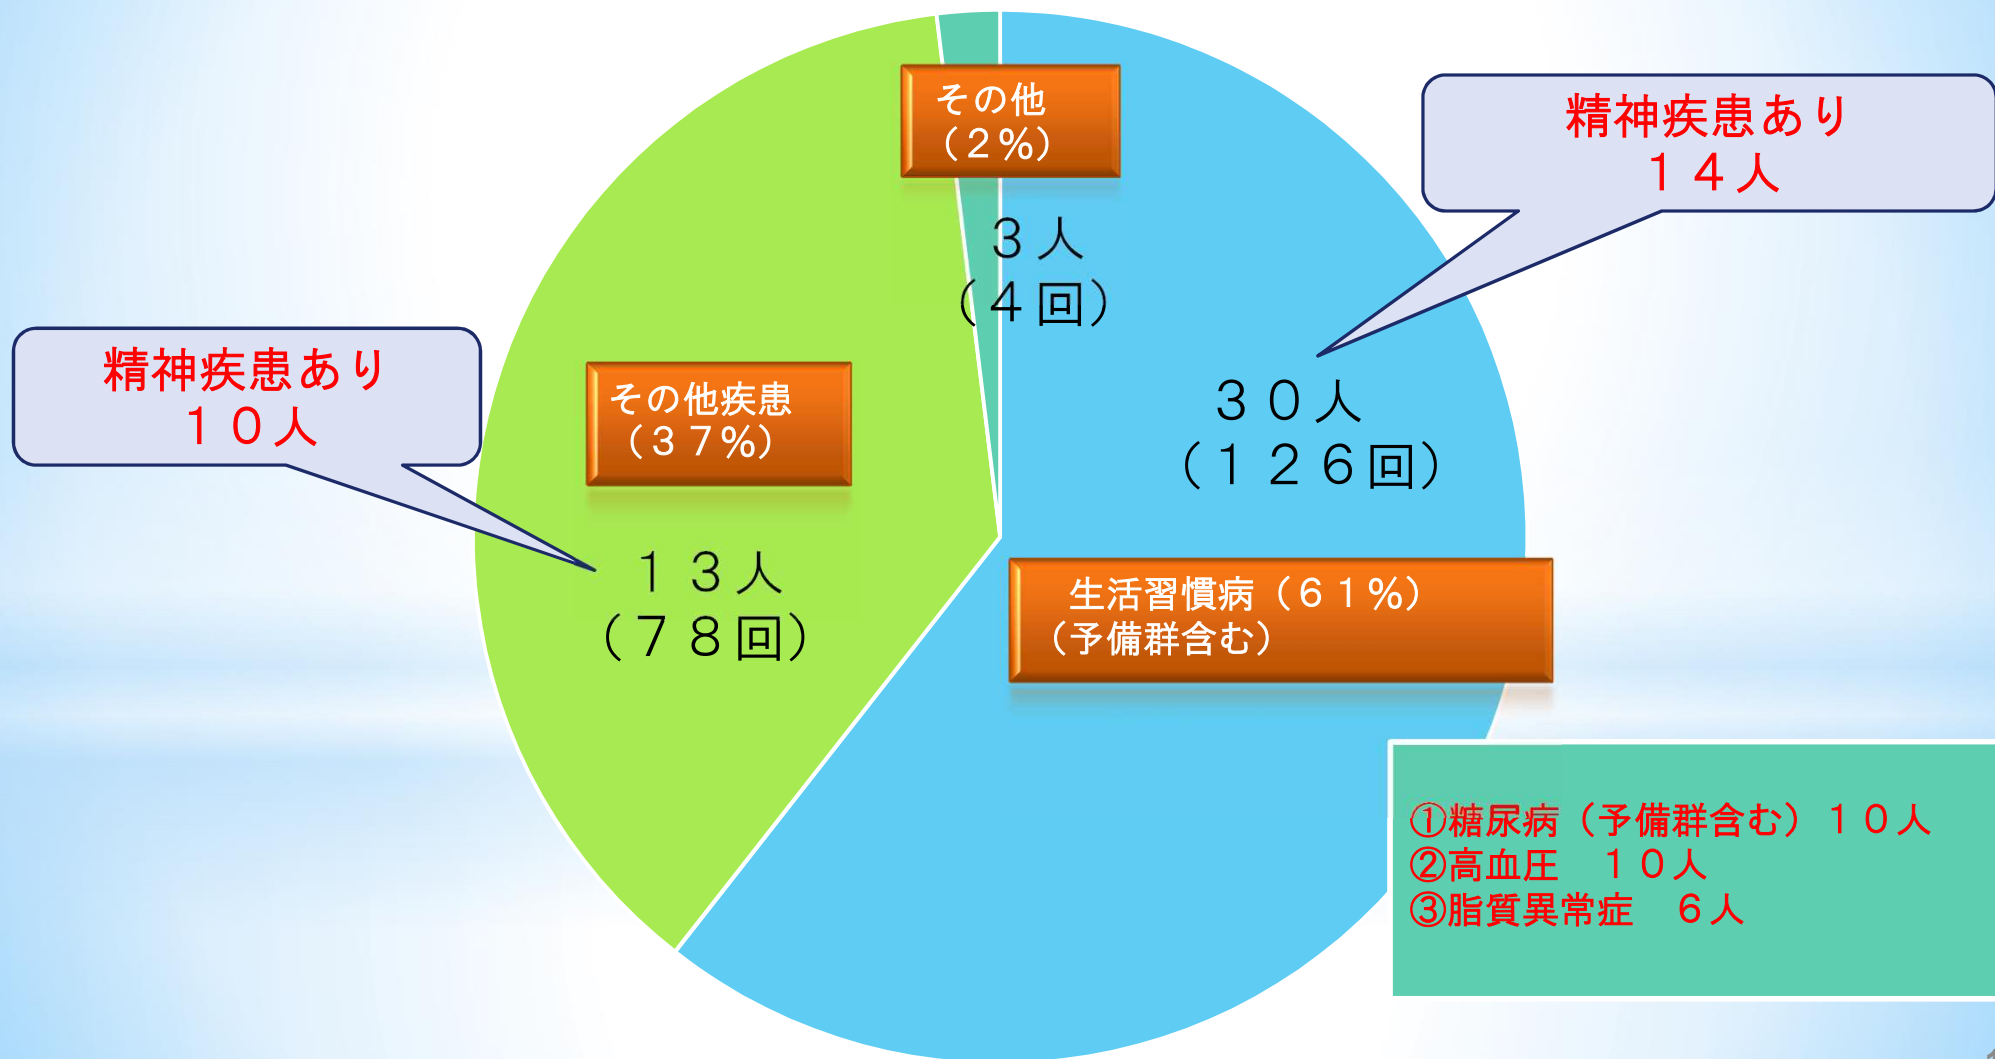 その他
（２%）
３人
（４回）
精神疾患あり
１４人
精神疾患あり
１０人
その他疾患
（３７%）
１３人
（７８回）
３０人
（１２６回）
生活習慣病（６１%）
（予備群含む）
①糖尿病（予備群含む）１０人
②高血圧　１０人
③脂質異常症　６人